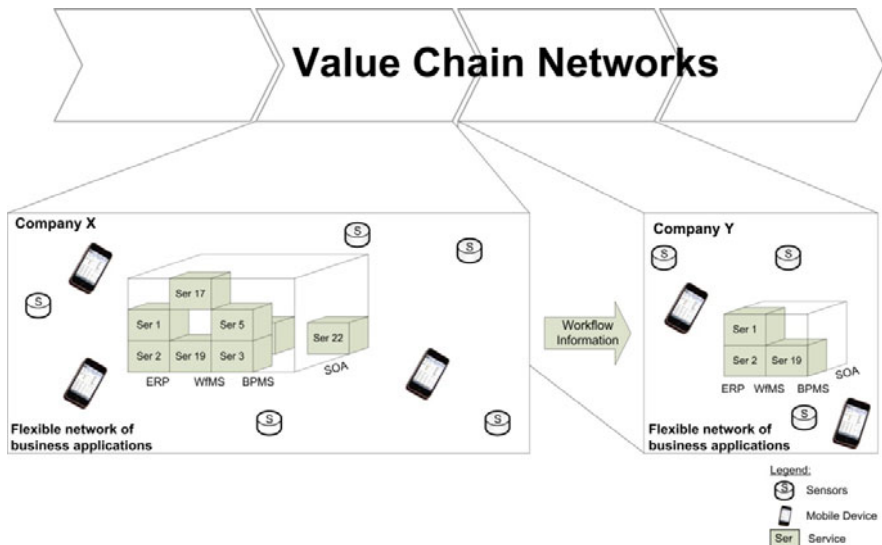 Value Chain Networks
Company X
S
S
S
Ser 17
Ser 1
Ser 5
Ser 2
Ser 19
Ser 3
Ser 22
ERP
WfMS
BPMS
SOA
S
S
Flexible network of
business applications
Workflow
Information
Company Y
S
S
Ser 1
Ser 2
Ser 19
ERP
WfMS
BPMS
SOA
S
Flexible network of
business applications
Legend:
S
Sensors
Mobile Device
Ser
Service